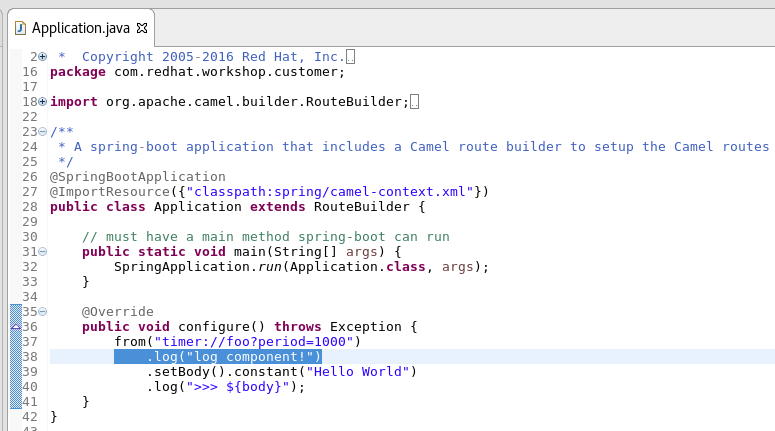 Application.java
2 * Copyright 2005-2016 Red Hat, Inc.
16 package com.redhat.workshop.customer;
17
18 import org.apache.camel.builder.RouteBuilder;
22
23 /**
24 * A spring-boot application that includes a Camel route builder to setup the Camel routes
25 */
26 @SpringBootApplication
27 @ImportResource({"classpath:spring/camel-context.xml"})
28 public class Application extends RouteBuilder {
29
30 // must have a main method spring-boot can run
31 public static void main(String[] args) {
32 SpringApplication.run(Application.class, args);
33 }
34
35 @Override
36 public void configure() throws Exception {
37 from("timer://foo?period=1000")
38 .log("log component!")
39 .setBody().constant("Hello World")
40 .log(">>> ${body}");
41 }
42 }
43